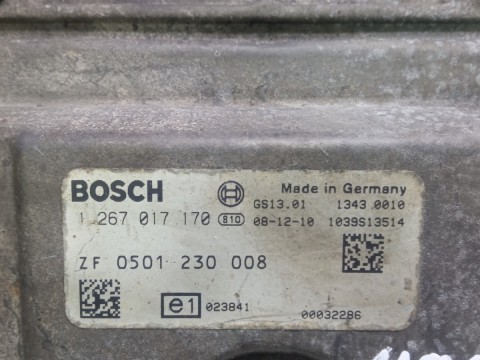 BOSCH Made in Germany
GS13.01 1343.0010
1 267 017 170 810 08-12-10 1039S13514
ZF 0501 230 008
e1 023841 00032286